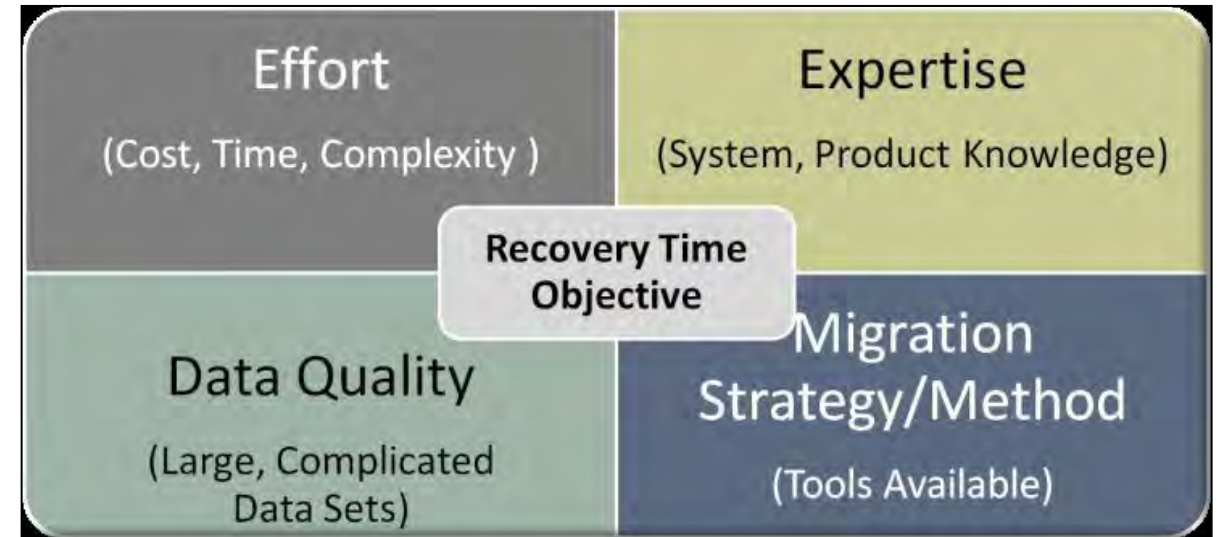 Effort
(Cost, Time, Complexity )
Expertise
(System, Product Knowledge)
Recovery Time
Objective
Data Quality
(Large, Complicated
Data Sets)
Migration
Strategy/Method
(Tools Available)